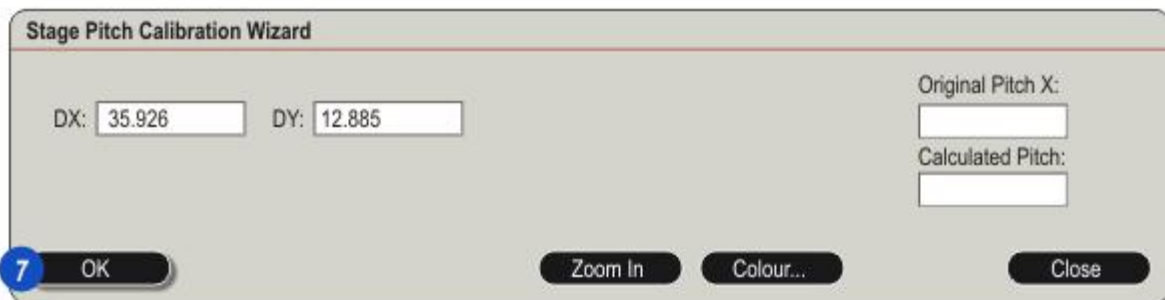 Stage Pitch Calibration Wizard
Original Pitch X:
DX: 35.926 DY: 12.885
Calculated Pitch:
7 OK Zoom In Colour... Close